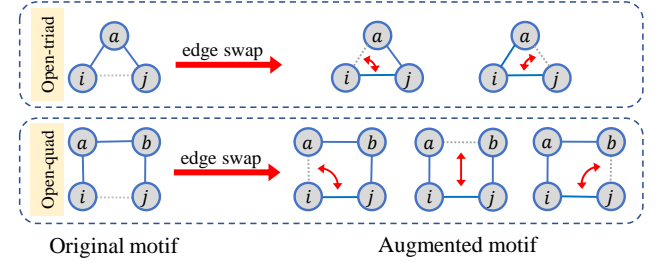 Open-triad
a
i
j
edge swap
a
i
j
a
i
j
Open-quad
a
b
i
j
edge swap
a
b
i
j
a
b
i
j
a
b
i
j
Original motif
Augmented motif